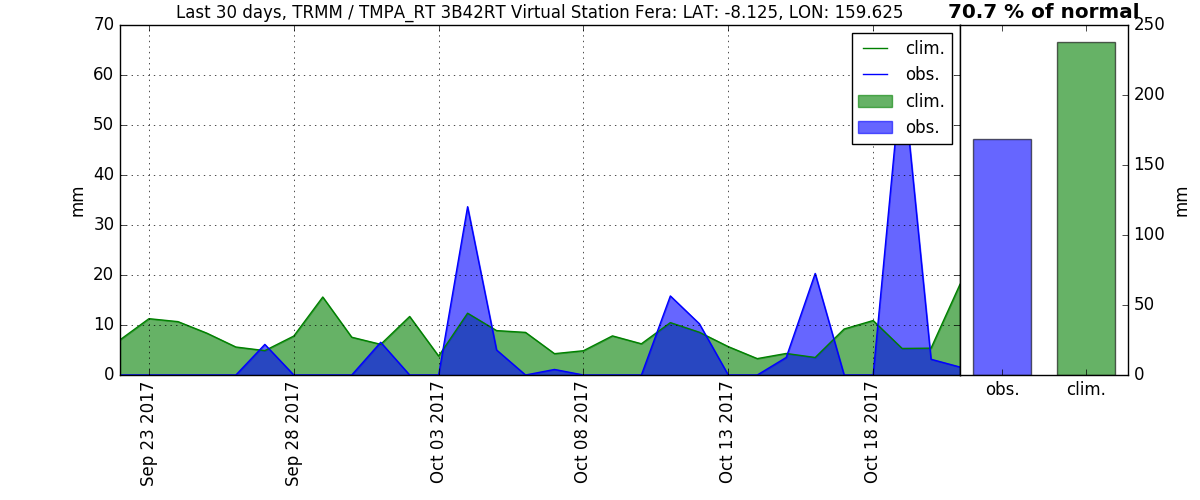 Last 30 days, TRMM / TMPA_RT 3B42RT Virtual Station Fera: LAT: -8.125, LON: 159.625
70.7 % of normal
70
60
50
40
30
20
10
0
mm
clim.
obs.
clim.
obs.
250
200
150
100
50
0
mm
Sep 23 2017
Sep 28 2017
Oct 03 2017
Oct 08 2017
Oct 13 2017
Oct 18 2017
obs.
clim.